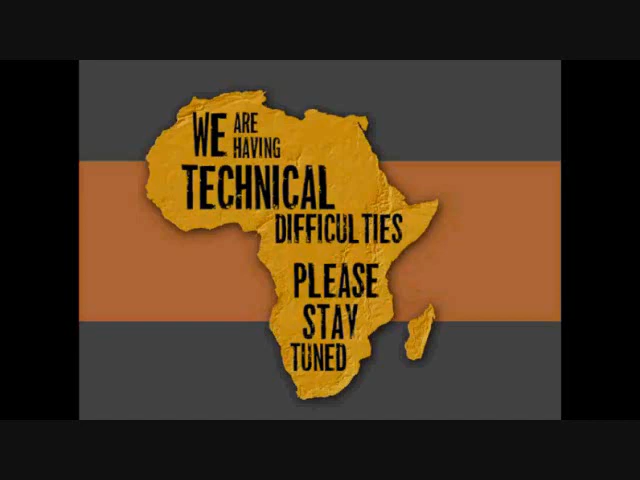 WE ARE
HAVING
TECHNICAL
DIFFICULTIES
PLEASE
STAY
TUNED